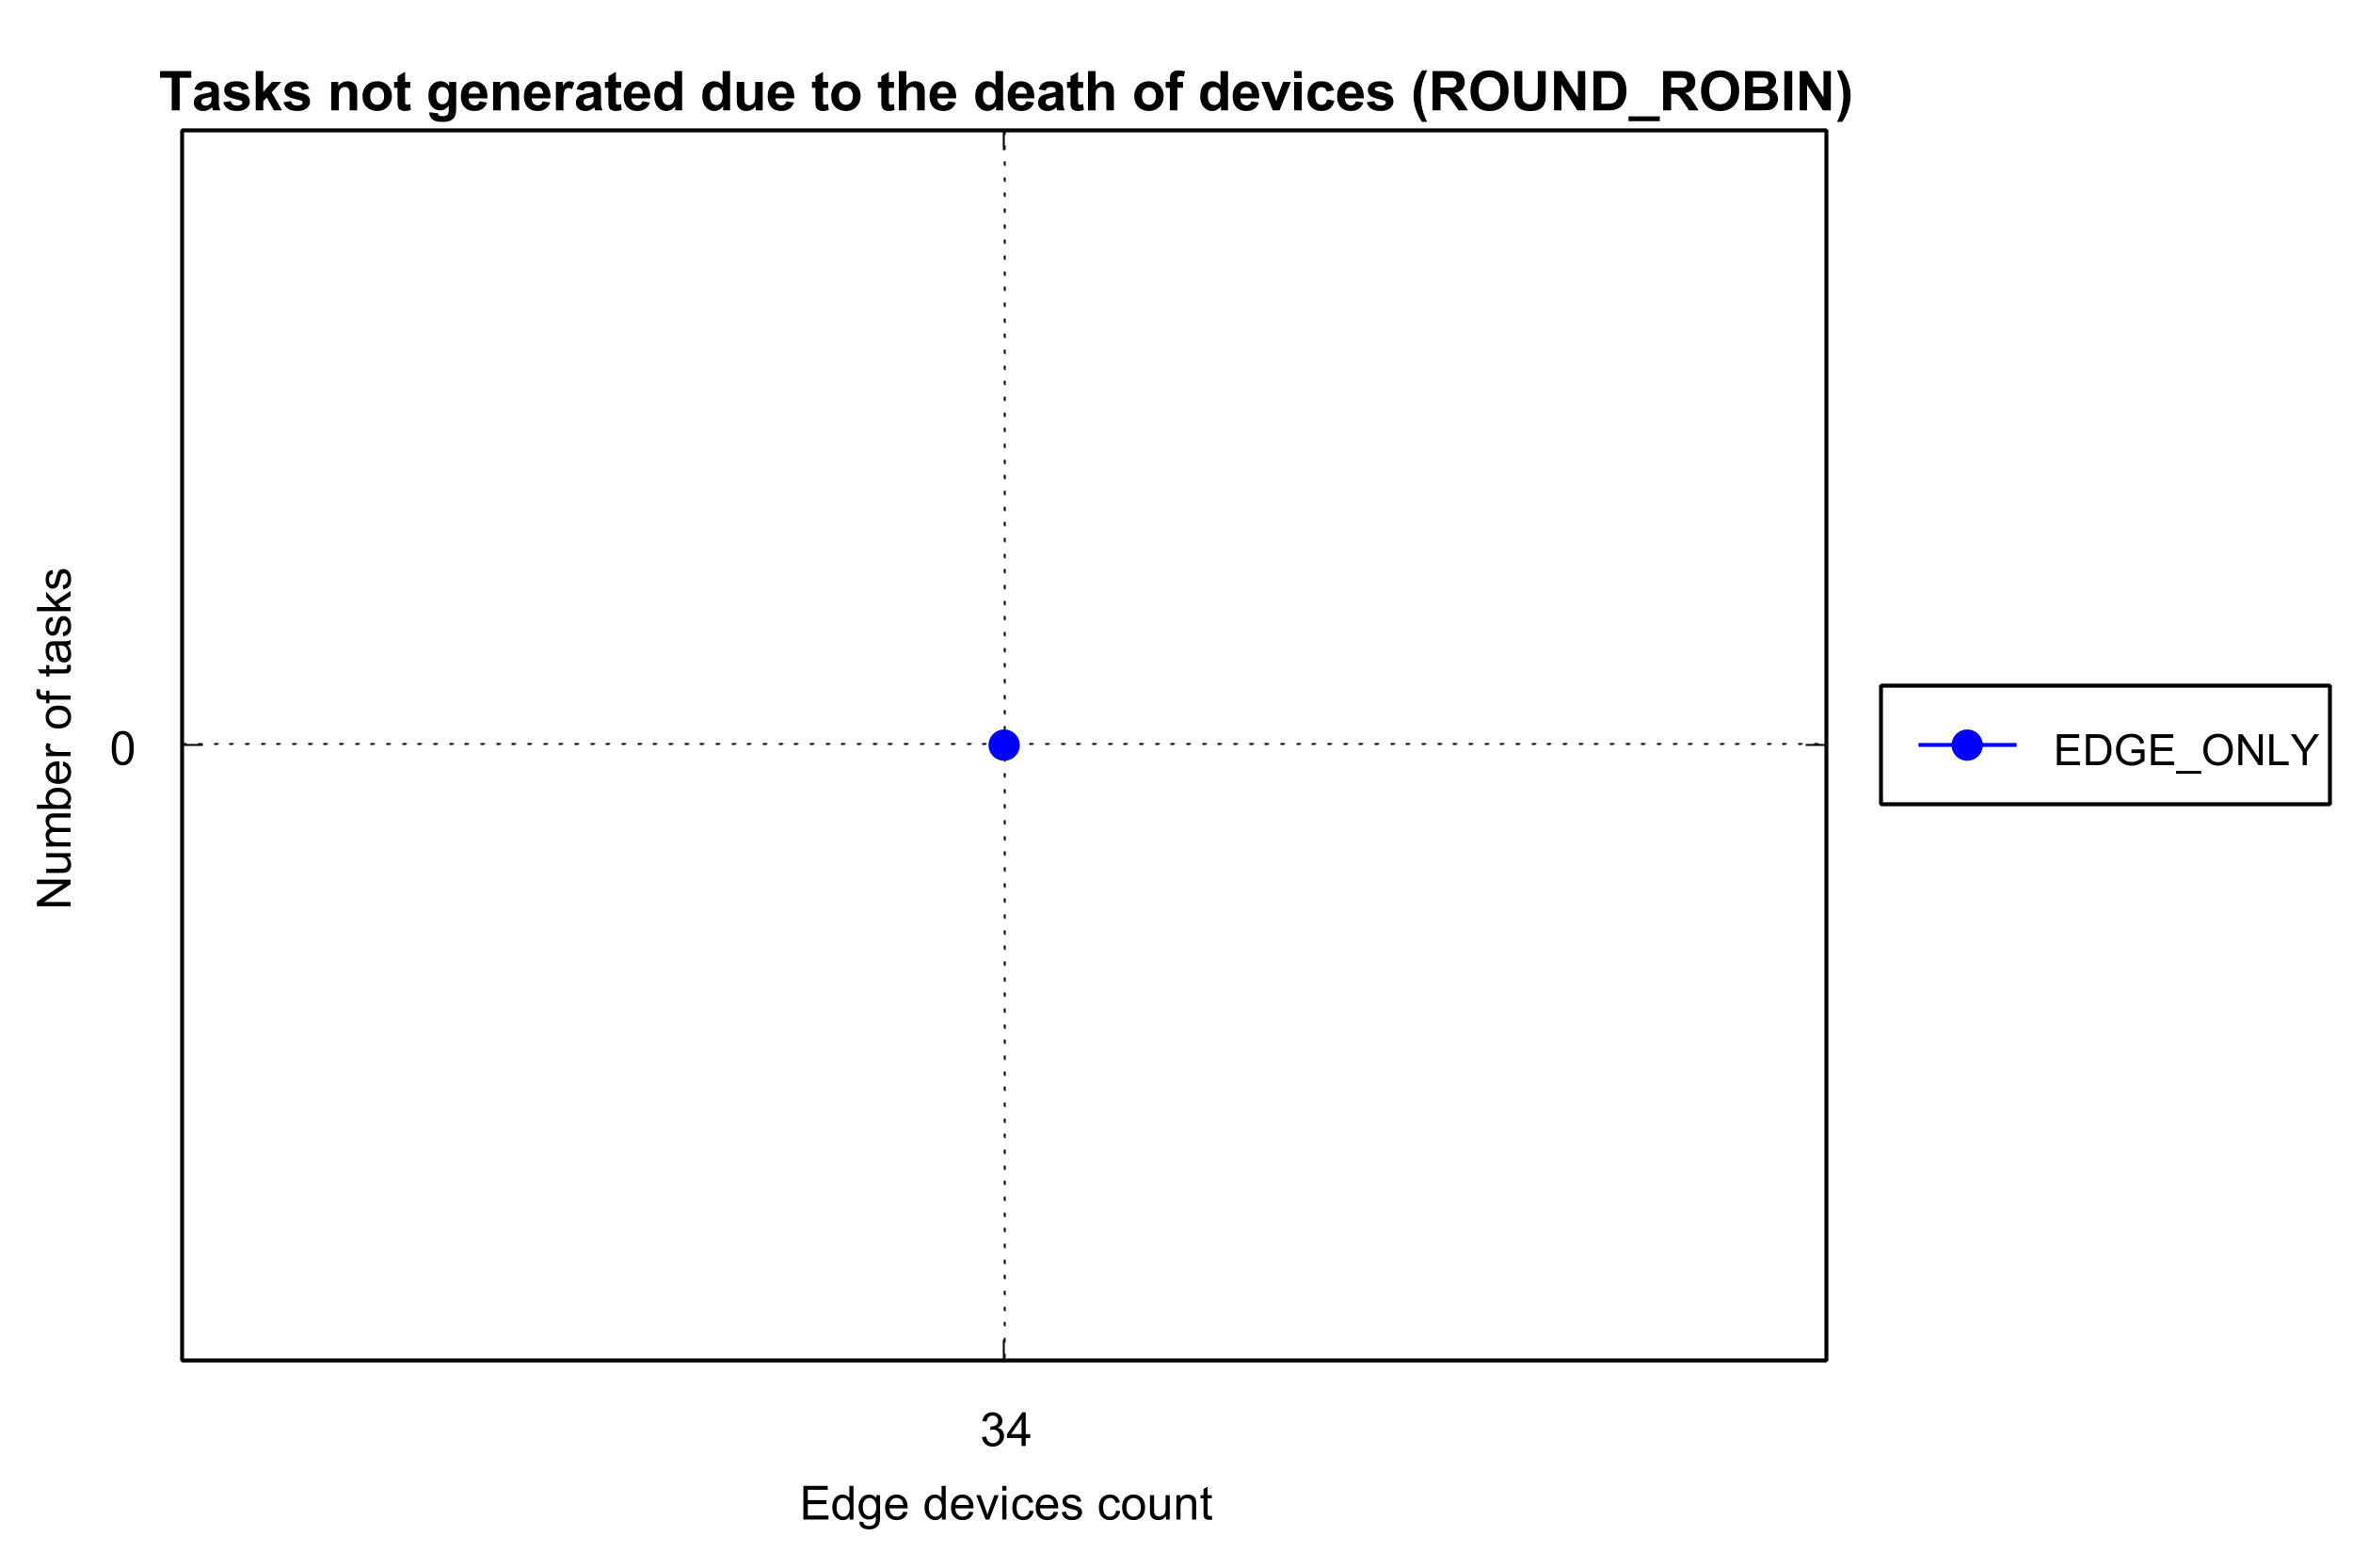 Tasks not generated due to the death of devices (ROUND_ROBIN)
Number of tasks
0
EDGE_ONLY
34
Edge devices count